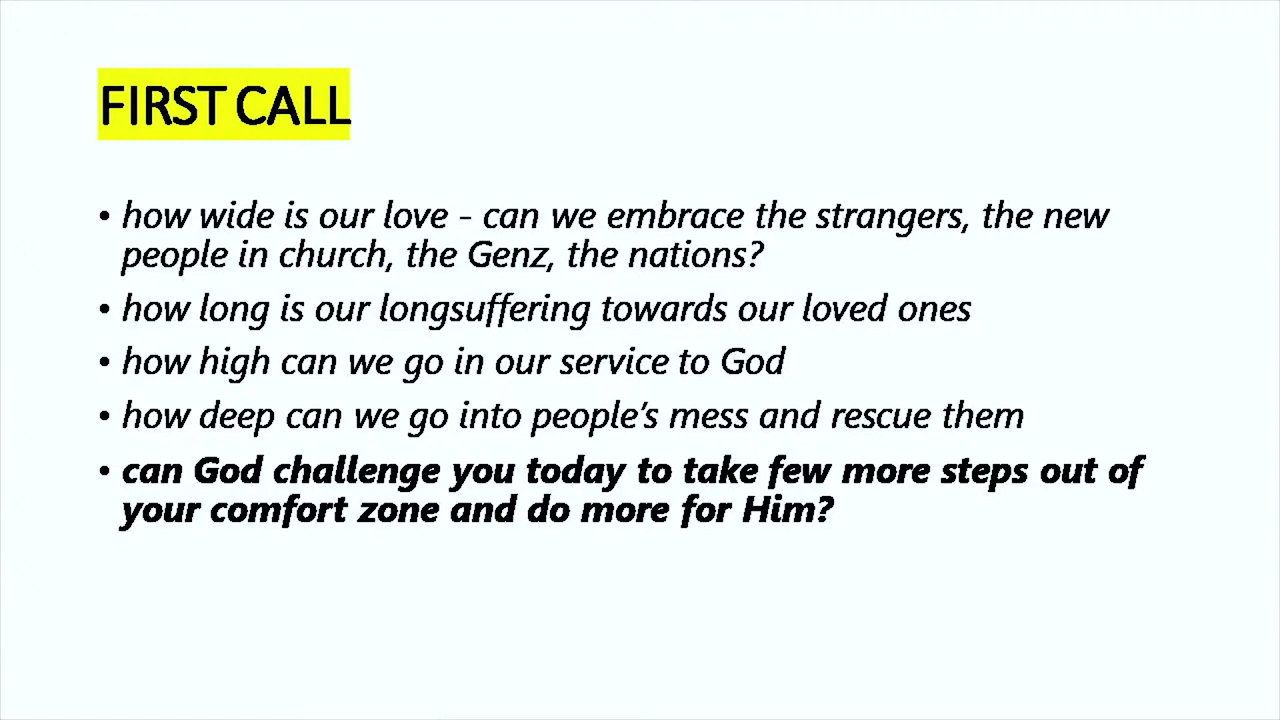 FIRST CALL
• how wide is our love - can we embrace the strangers, the new
people in church, the Genz, the nations?
• how long is our longsuffering towards our loved ones
• how high can we go in our service to God
• how deep can we go into people’s mess and rescue them
• can God challenge you today to take few more steps out of
your comfort zone and do more for Him?